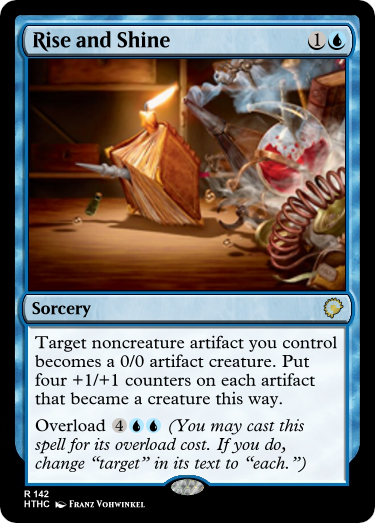 Rise and Shine 1
Sorcery
Target noncreature artifact you control
becomes a 0/0 artifact creature. Put
four +1/+1 counters on each artifact
that became a creature this way.
Overload 4 (You may cast this
spell for its overload cost. If you do,
change “target” in its text to “each.”)
R 142
HTHC Franz Vohwinkel